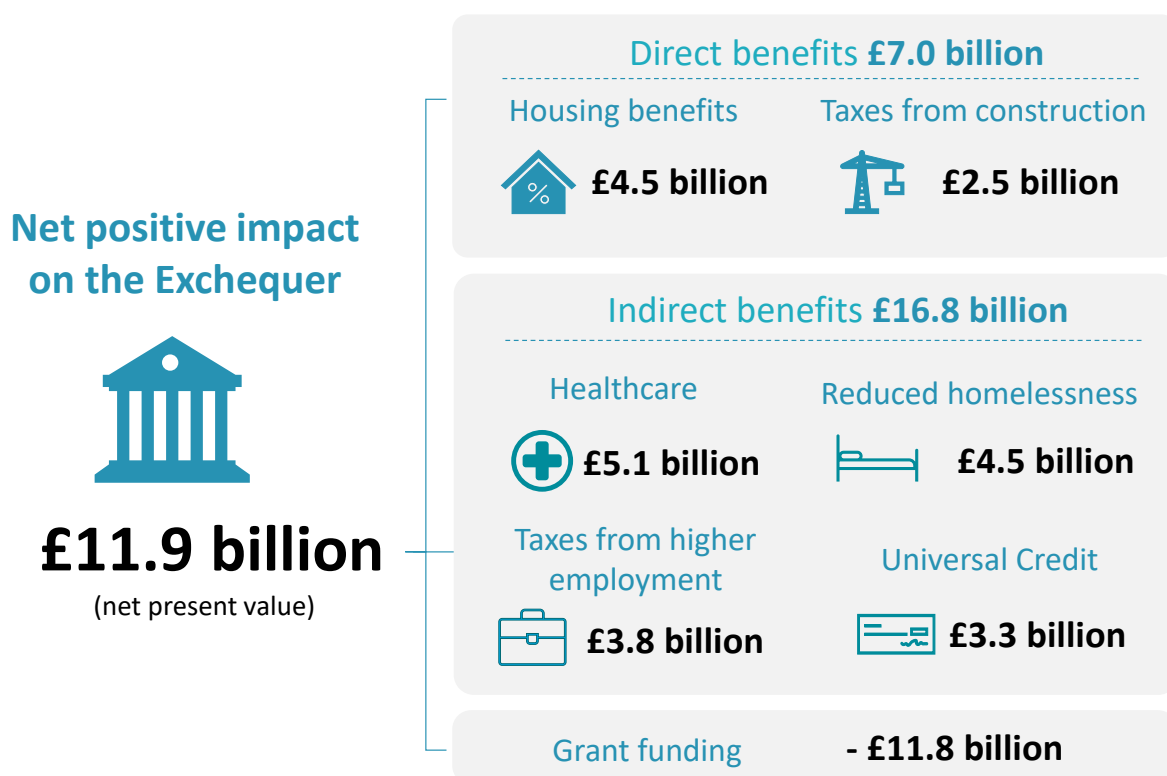 Net positive impact
on the Exchequer
£11.9 billion
(net present value)
Direct benefits £7.0 billion
Housing benefits
%
£4.5 billion
Taxes from construction
£2.5 billion
Indirect benefits £16.8 billion
Healthcare
£5.1 billion
Reduced homelessness
£4.5 billion
Taxes from higher
employment
£3.8 billion
Universal Credit
£3.3 billion
Grant funding - £11.8 billion